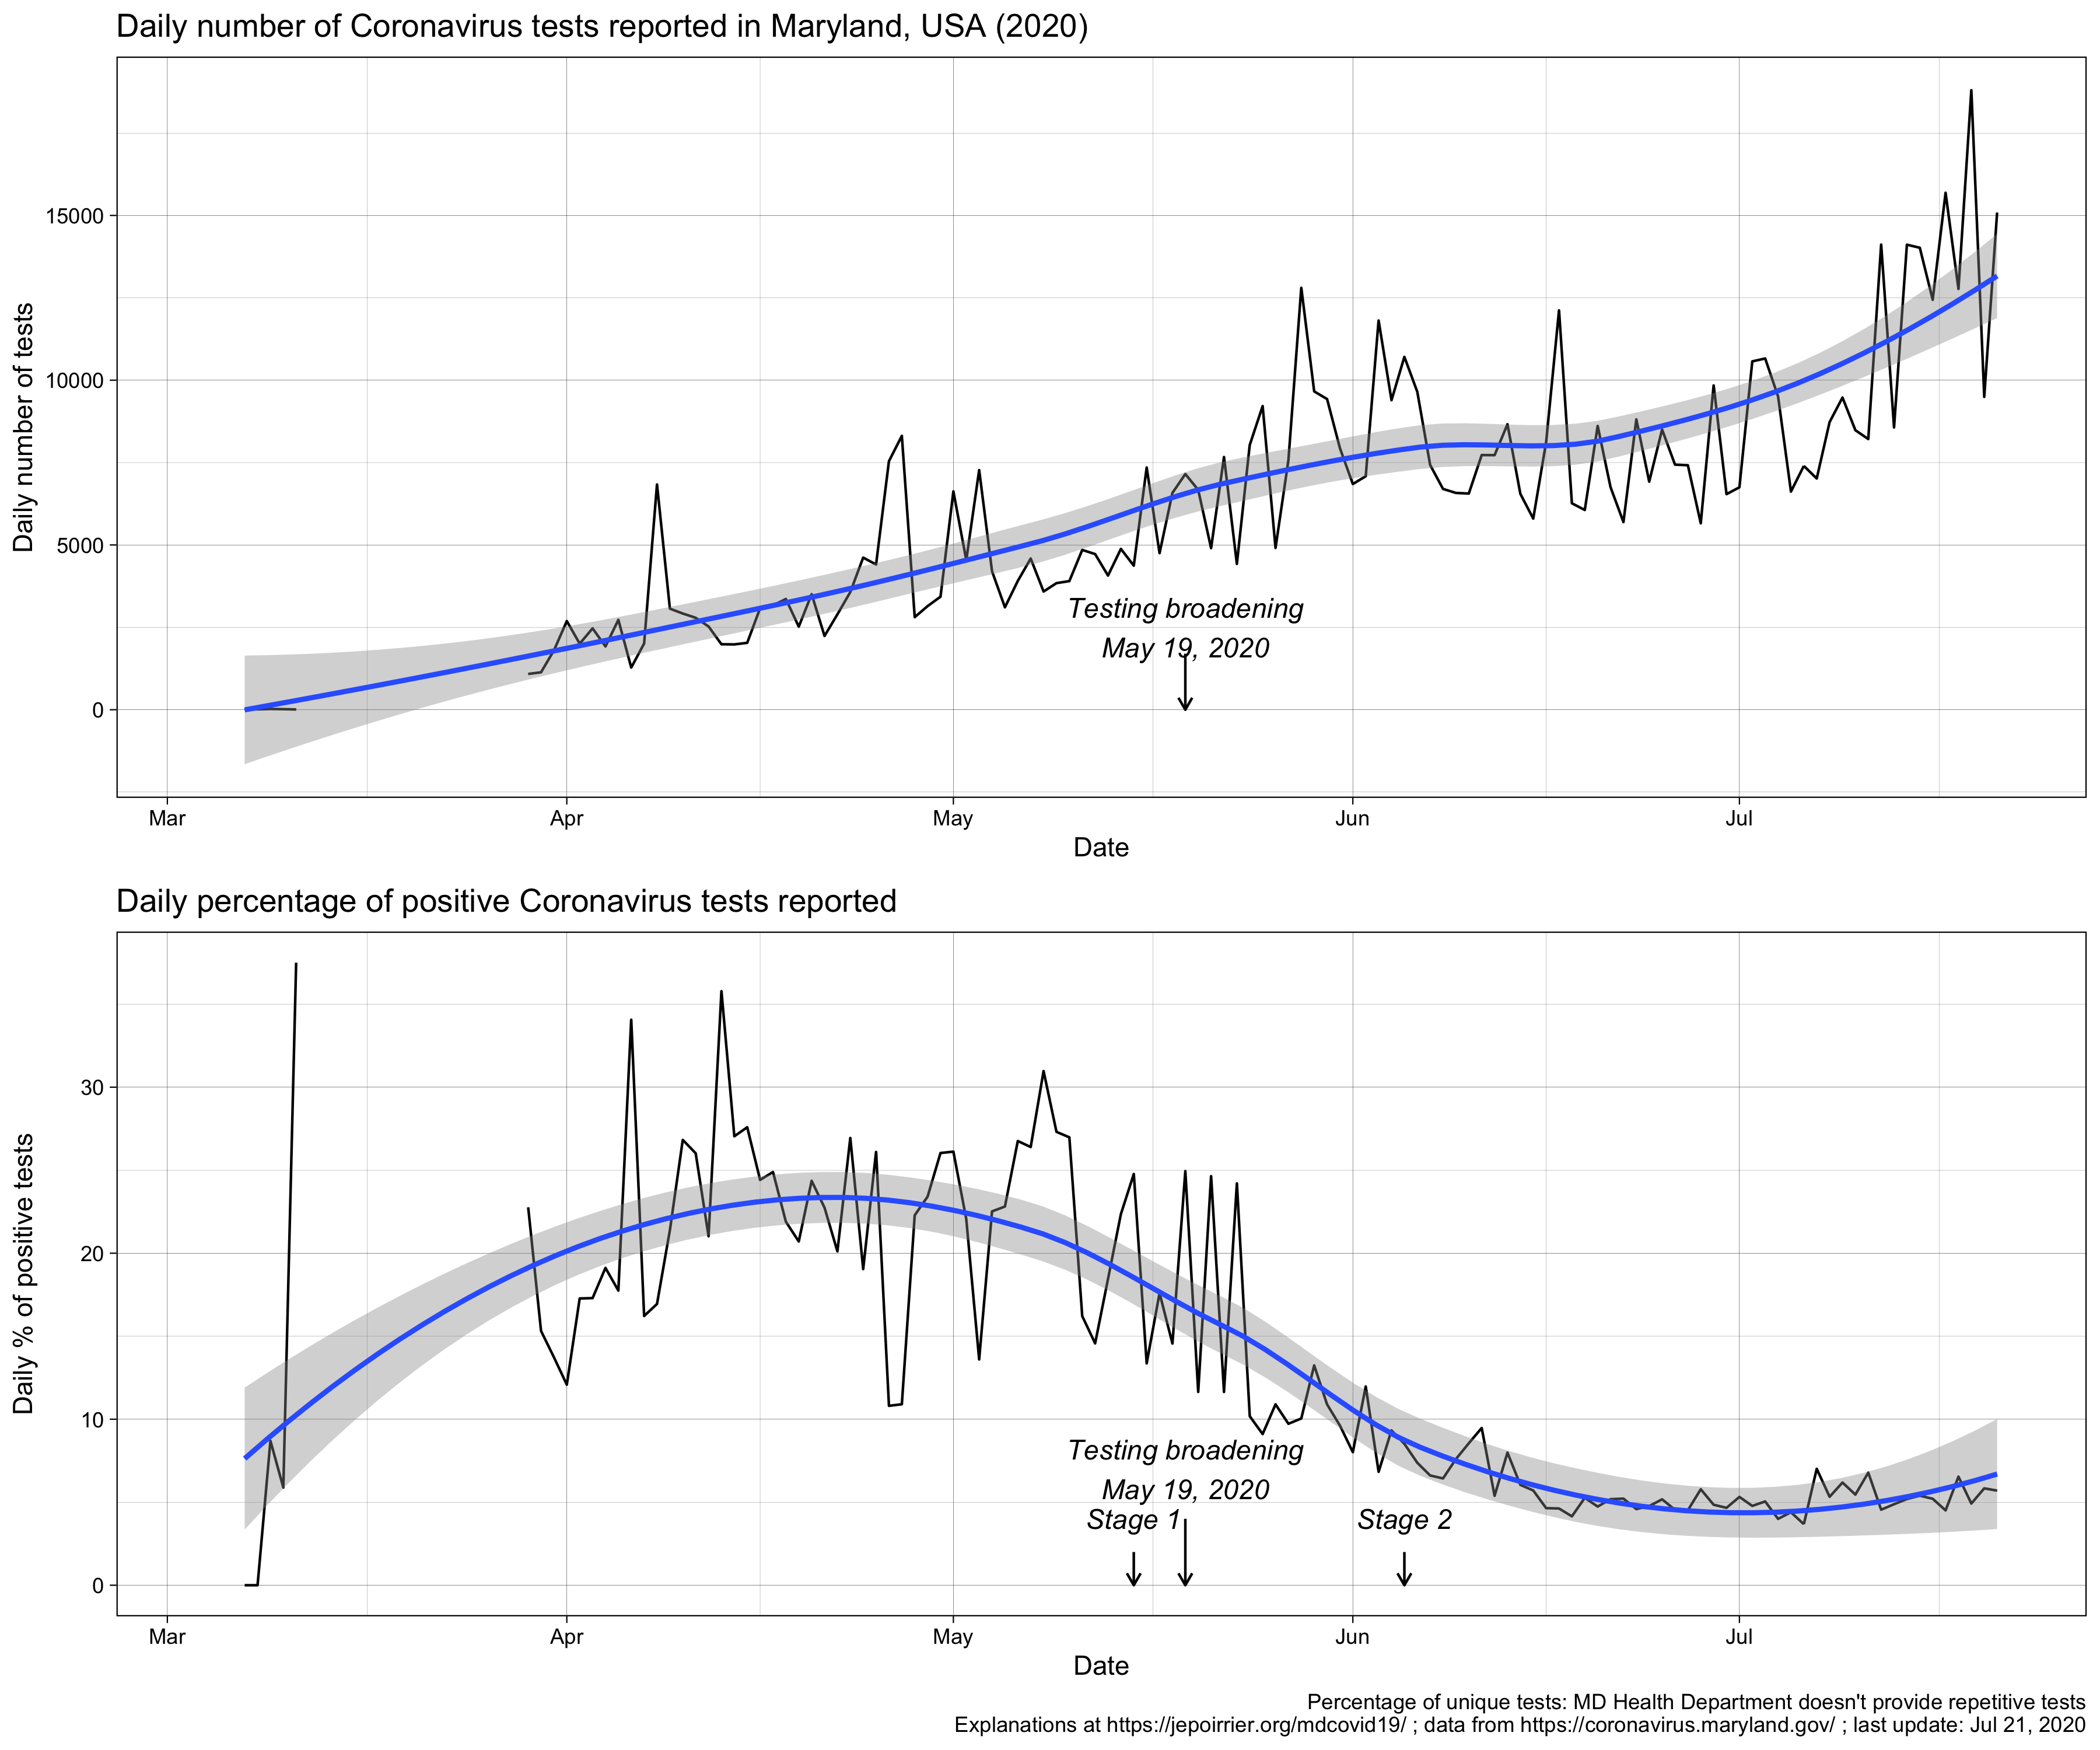 Daily number of Coronavirus tests reported in Maryland, USA (2020)
Daily number of tests
15000
10000
5000
0
Testing broadening
May 19, 2020
Mar Apr May Jun Jul
Date
Daily percentage of positive Coronavirus tests reported
Daily % of positive tests
30
20
10
0
Testing broadening
May 19, 2020
Stage 1 Stage 2
Mar Apr May Jun Jul
Date
Percentage of unique tests: MD Health Department doesn't provide repetitive tests
Explanations at https://jepoirrier.org/mdcovid19/ ; data from https://coronavirus.maryland.gov/ ; last update: Jul 21, 2020